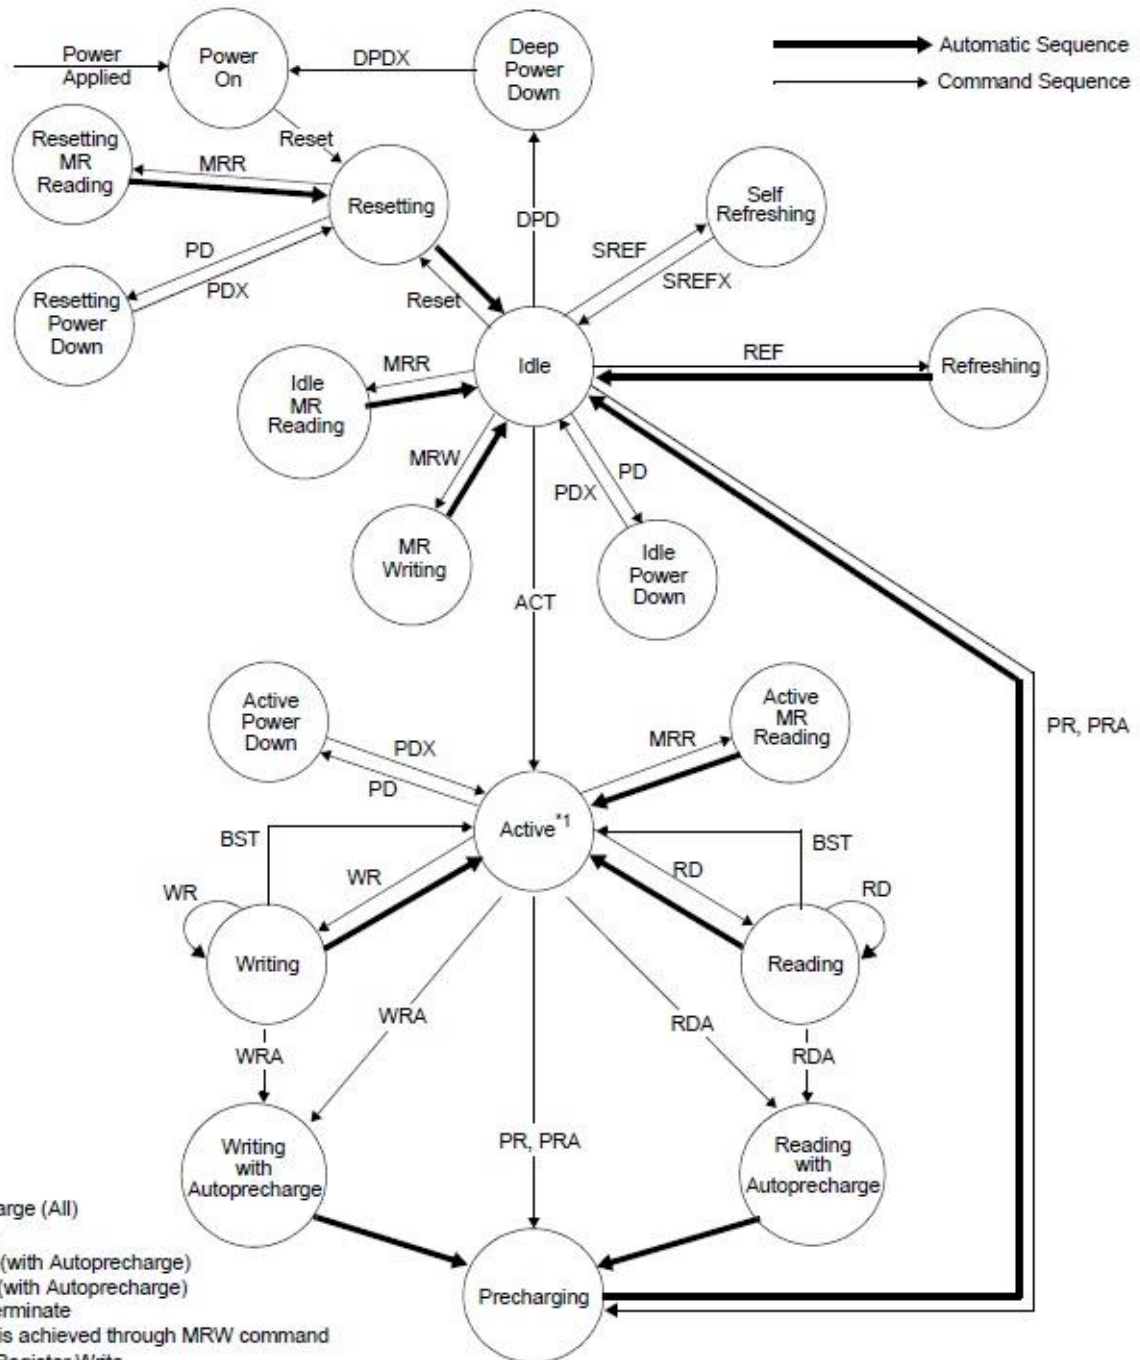 Power
Applied
Power
On
DPDX
Deep
Power
Down
Automatic Sequence
Command Sequence
Reset
Resetting
MR
Reading
MRR
Resetting
Self
Refreshing
DPD
SREF
SREFX
PD
PDX
Resetting
Power
Down
Reset
Idle
MRR
Idle
MR
Reading
REF
Refreshing
MRW
PD
PDX
MR
Writing
Idle
Power
Down
ACT
Active
Power
Down
PDX
PD
MRR
Active
MR
Reading
PR, PRA
Active*1
BST
BST
WR
WR
RD
RD
Writing
Reading
WRA
RDA
WRA
RDA
Writing
with
Autoprecharge
PR, PRA
Reading
with
Autoprecharge
Precharging
arge (All)
(with Autoprecharge)
(with Autoprecharge)
erminate
is achieved through MRW command